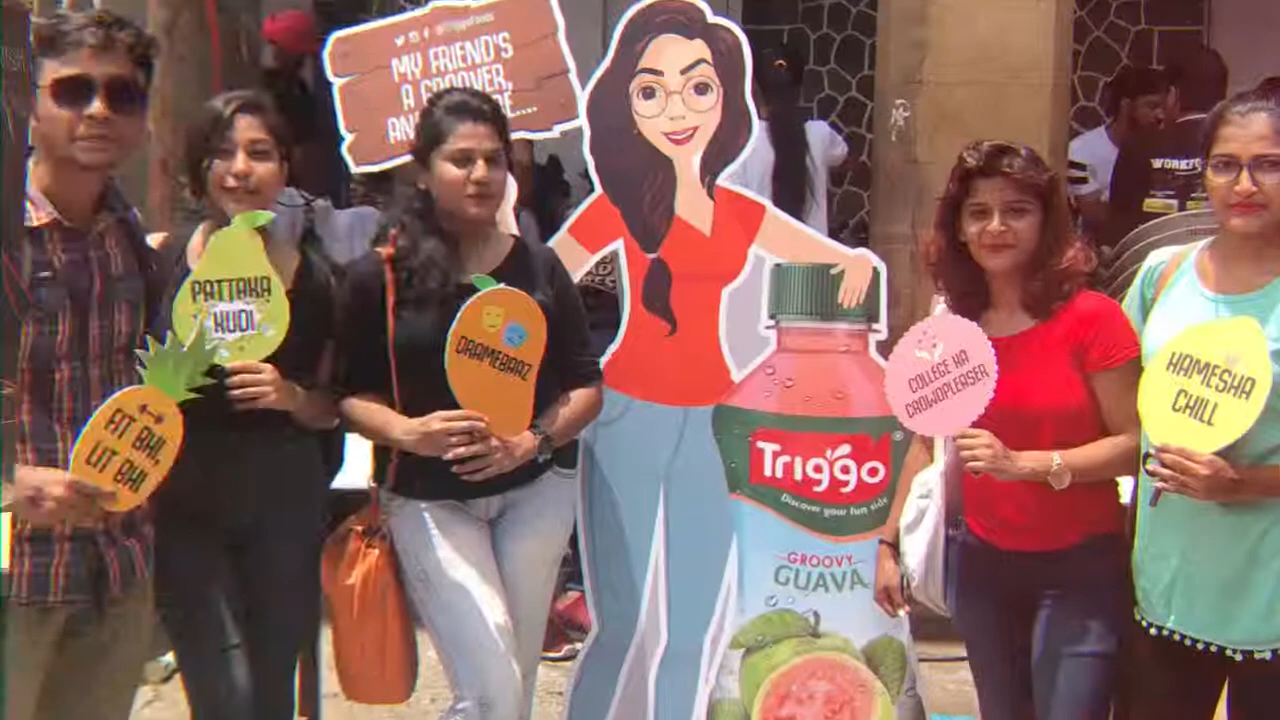 MY FRIEND'S
A GROOVER,
PATTAKA
KUDI
FIT BHI,
LIT BHI
DRAMEBAAZ
Triggo
Discover your fun side
GROOVY
GUAVA
COLLEGE KA
CROWDPLEASER
HAMESHA
CHILL